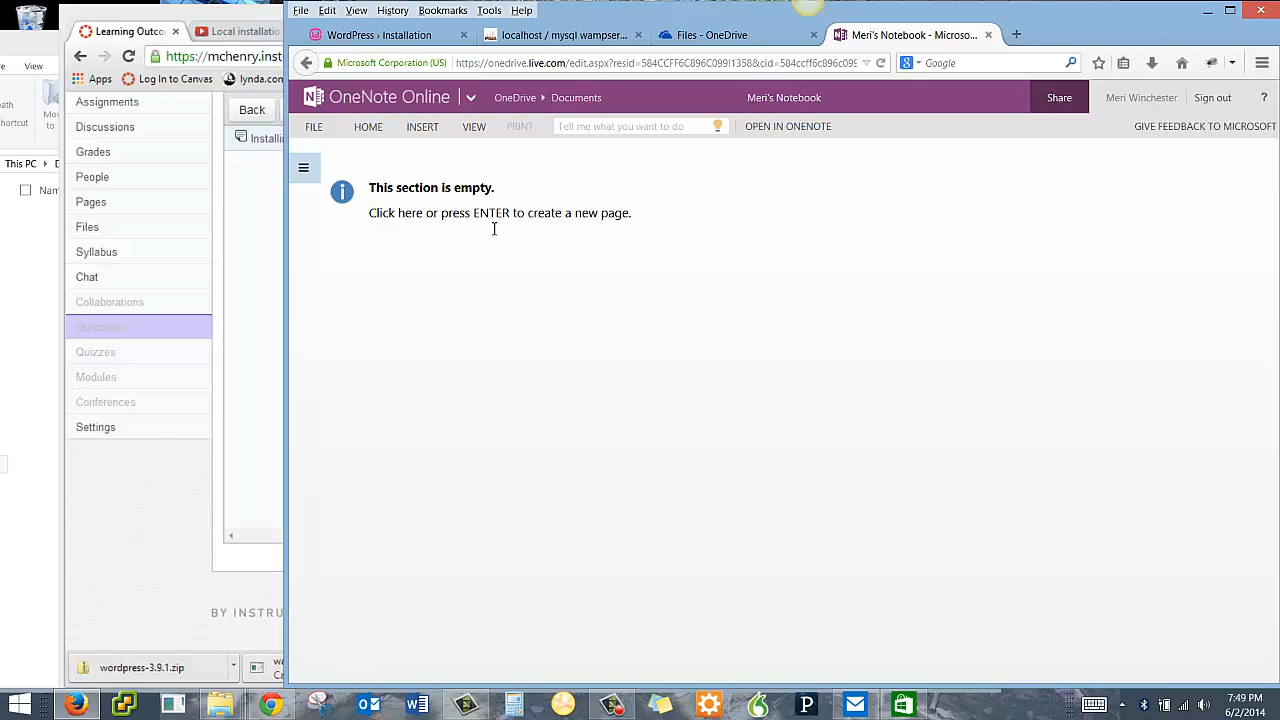 File Edit View History Bookmarks Tools Help
Learning Outco
Local installatio
WordPress › Installation
localhost / mysql wampser...
Files - OneDrive
Meri's Notebook - Microso...
https://mchenry.inst
Microsoft Corporation (US)
https://onedrive.live.com/edit.aspx?resid=584CCFF6C896C099!1358&cid=584ccff6c896c095
Google
Apps
Log In to Canvas
lynda.com
OneNote Online
OneDrive
Documents
Meri's Notebook
Share
Meri Winchester
Sign out
?
FILE
HOME
INSERT
VIEW
PRINT
Tell me what you want to do
OPEN IN ONENOTE
GIVE FEEDBACK TO MICROSOFT
View
Move
to
This PC
Assignments
Discussions
Grades
People
Pages
Files
Syllabus
Chat
Collaborations
Outcomes
Quizzes
Modules
Conferences
Settings
Back
Installi
This section is empty.
Click here or press ENTER to create a new page.
BY INSTRU
wordpress-3.9.1.zip
7:49 PM
6/2/2014